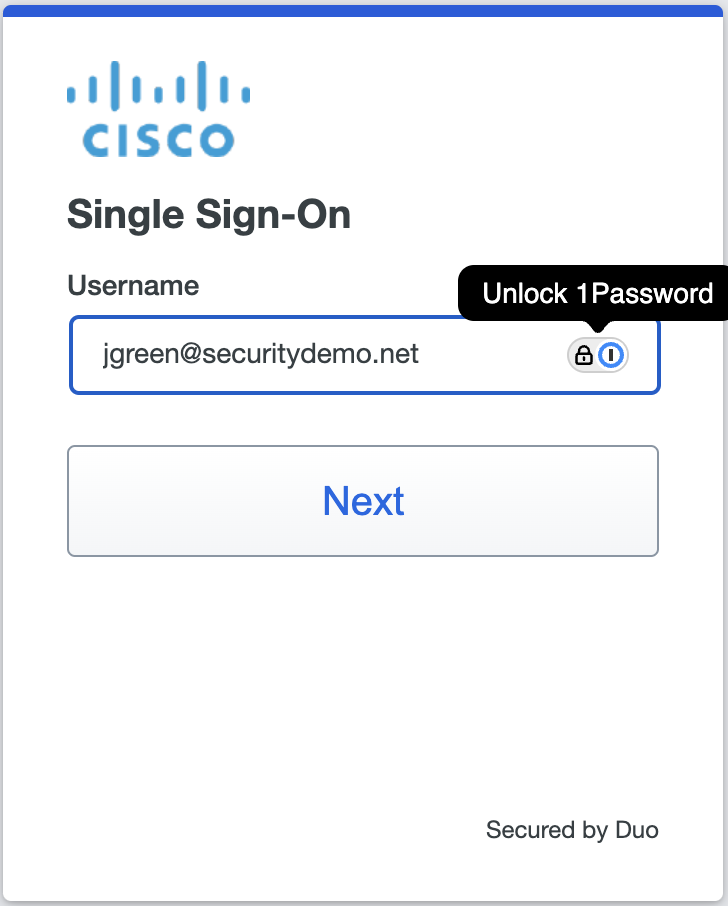 CISCO
Single Sign-On
Username
Unlock 1Password
jgreen@securitydemo.net
Next
Secured by Duo